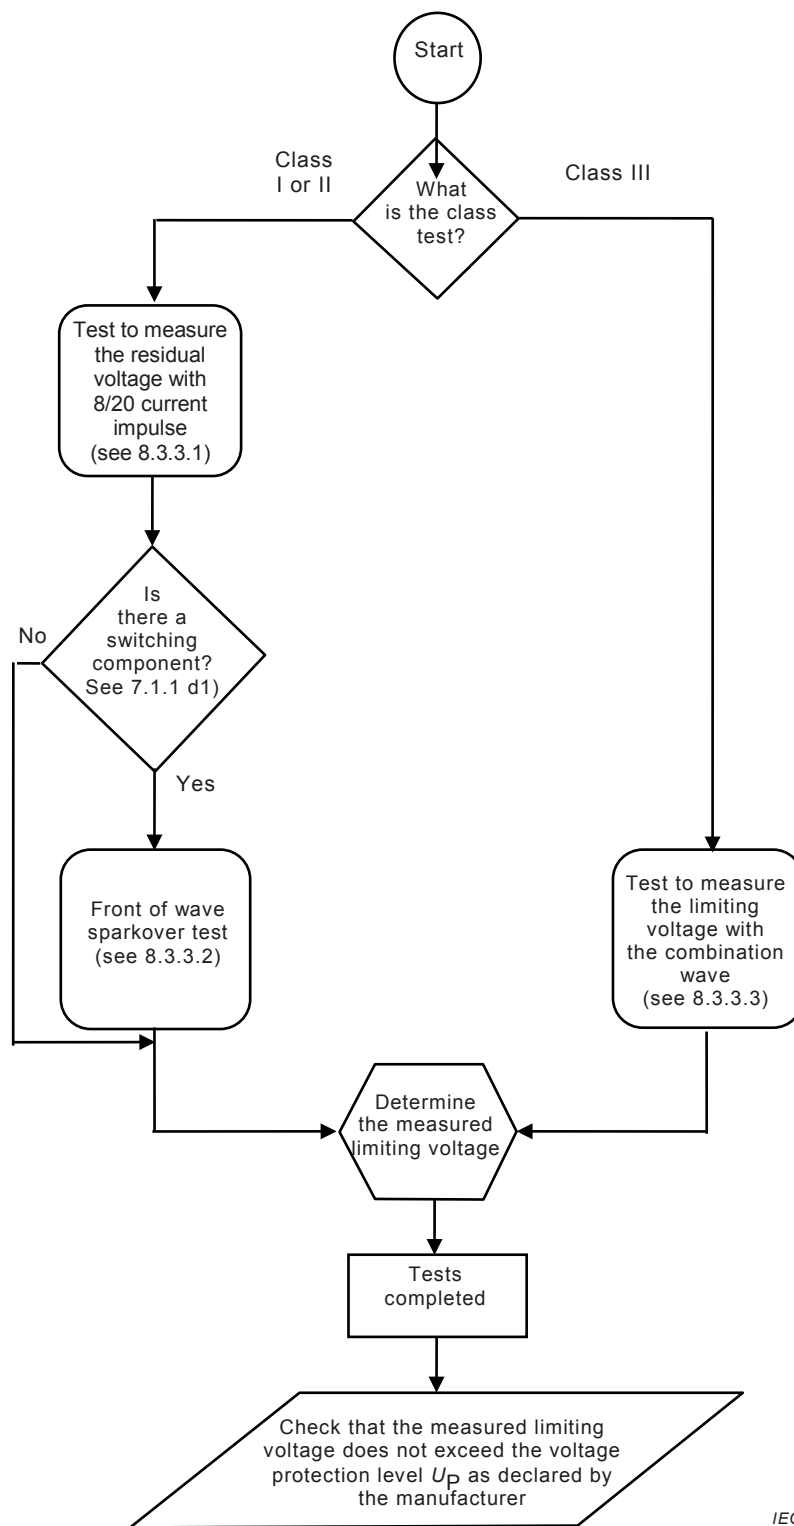 Start
Class
I or II
Class III
What
is the class
test?
Test to measure
the residual
voltage with
8/20 current
impulse
(see 8.3.3.1)
Is
there a
switching
component?
See 7.1.1 d1)
No
Yes
Front of wave
sparkover test
(see 8.3.3.2)
Test to measure
the limiting
voltage with
the combination
wave
(see 8.3.3.3)
Determine
the measured
limiting voltage
Tests
completed
Check that the measured limiting
voltage does not exceed the voltage
protection level UP as declared by
the manufacturer
IEC